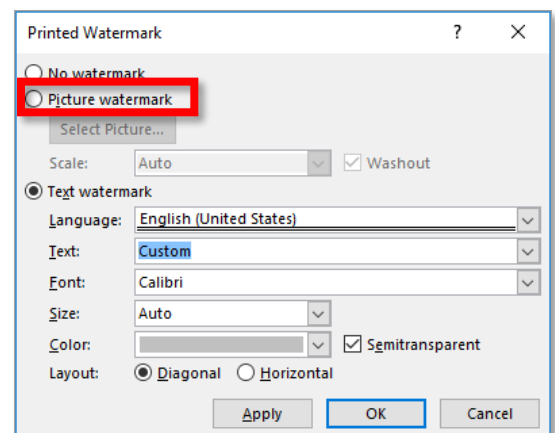 Printed Watermark ? ×
No watermark
Picture watermark
Select Picture...
Scale: Auto Washout
Text watermark
Language: English (United States)
Text: Custom
Font: Calibri
Size: Auto
Color: Semitransparent
Layout: Diagonal Horizontal
Apply OK Cancel